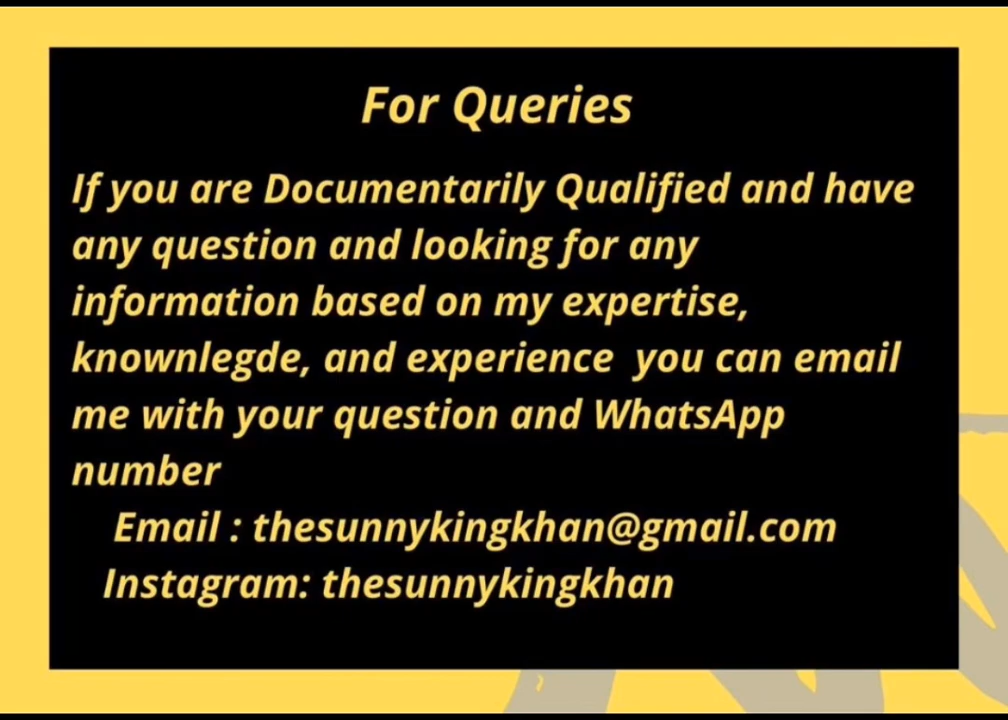 For Queries
If you are Documentarily Qualified and have
any question and looking for any
information based on my expertise,
knownlegde, and experience  you can email
me with your question and WhatsApp
number
Email : thesunnykingkhan@gmail.com
Instagram: thesunnykingkhan